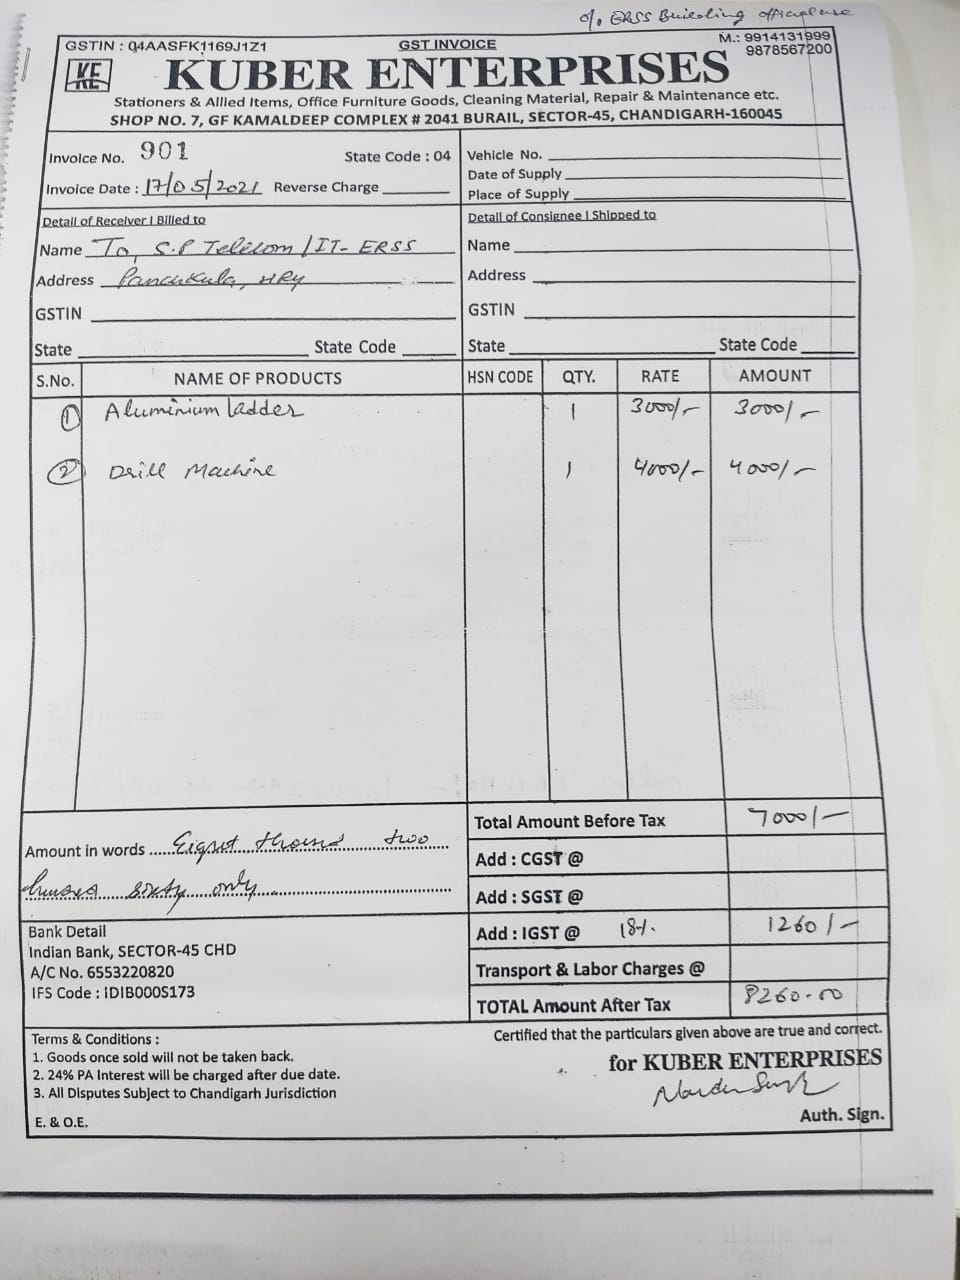 o/o ERSS Building
GSTIN : 04AASFK1169J1Z1
GST INVOICE
M.: 9914131999
9878567200
KE
KUBER ENTERPRISES
Stationers & Allied Items, Office Furniture Goods, Cleaning Material, Repair & Maintenance etc.
SHOP NO. 7, GF KAMALDEEP COMPLEX # 2041 BURAIL, SECTOR-45, CHANDIGARH-160045
Invoice No. 901 State Code : 04
Invoice Date : 17/05/2021 Reverse Charge
Vehicle No.
Date of Supply
Place of Supply
Detail of Receiver I Billed to
Name To, S.P Telecom/IT-ERSS
Address Panchkula, HRY
GSTIN
State State Code
Detail of Consignee I Shipped to
Name
Address
GSTIN
State State Code
S.No. NAME OF PRODUCTS HSN CODE QTY. RATE AMOUNT
1 Aluminium ladder 1 3000/- 3000/-
2 Drill Machine 1 4000/- 4000/-
Total Amount Before Tax 7000/-
Add : CGST @
Add : SGST @
Add : IGST @ 18% 1260/-
Transport & Labor Charges @
TOTAL Amount After Tax 8260.00
Amount in words two
sixty only
Bank Detail
Indian Bank, SECTOR-45 CHD
A/C No. 6553220820
IFS Code : IDIB000S173
Terms & Conditions :
1. Goods once sold will not be taken back.
2. 24% PA Interest will be charged after due date.
3. All Disputes Subject to Chandigarh Jurisdiction
E. & O.E.
Certified that the particulars given above are true and correct.
for KUBER ENTERPRISES
Auth. Sign.